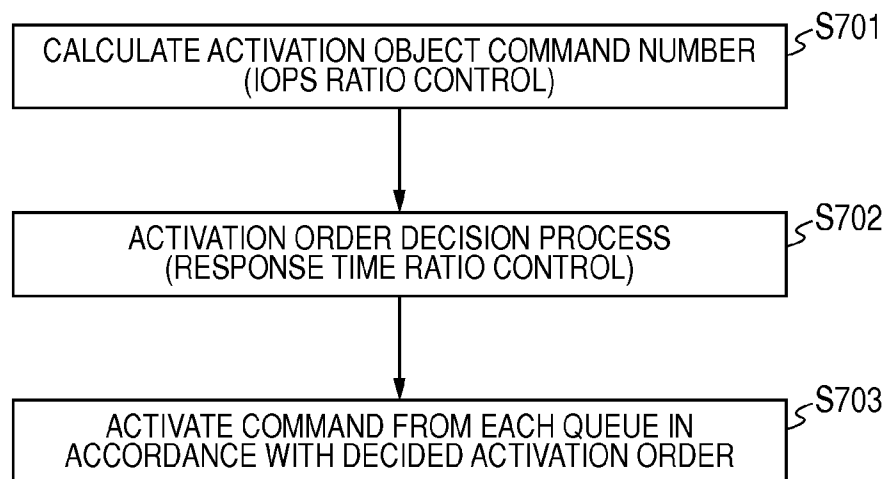 S701
CALCULATE ACTIVATION OBJECT COMMAND NUMBER
(IOPS RATIO CONTROL)
S702
ACTIVATION ORDER DECISION PROCESS
(RESPONSE TIME RATIO CONTROL)
S703
ACTIVATE COMMAND FROM EACH QUEUE IN
ACCORDANCE WITH DECIDED ACTIVATION ORDER